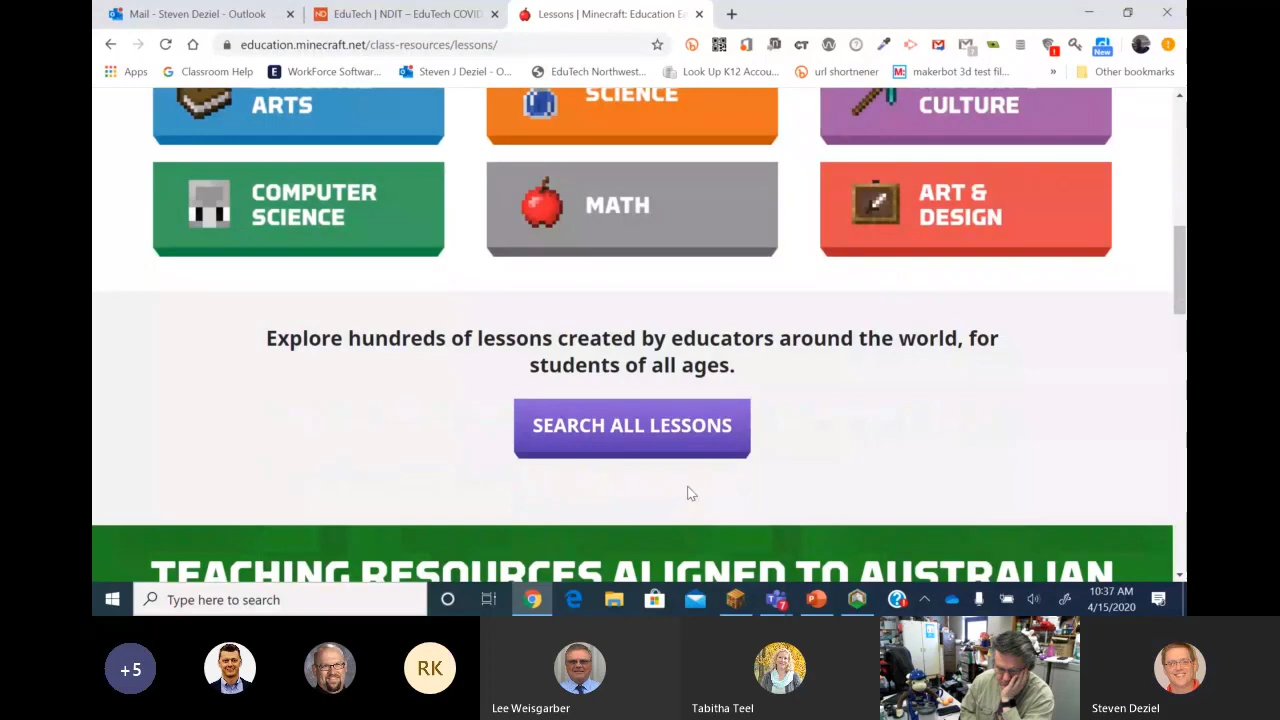 Mail - Steven Deziel - Outlook
EduTech | NDIT – EduTech COVID
Lessons | Minecraft: Education E
education.minecraft.net/class-resources/lessons/
New
Apps
Classroom Help
WorkForce Softwar...
Steven J Deziel - O...
EduTech Northwest...
Look Up K12 Accou...
url shortnener
makerbot 3d test fil...
»
Other bookmarks
ARTS
SCIENCE
CULTURE
COMPUTER
SCIENCE
MATH
ART &
DESIGN
Explore hundreds of lessons created by educators around the world, for
students of all ages.
SEARCH ALL LESSONS
TEACHING RESOURCES ALIGNED TO AUSTRALIAN
Type here to search
10:37 AM
4/15/2020
+5
RK
Lee Weisgarber
Tabitha Teel
Steven Deziel